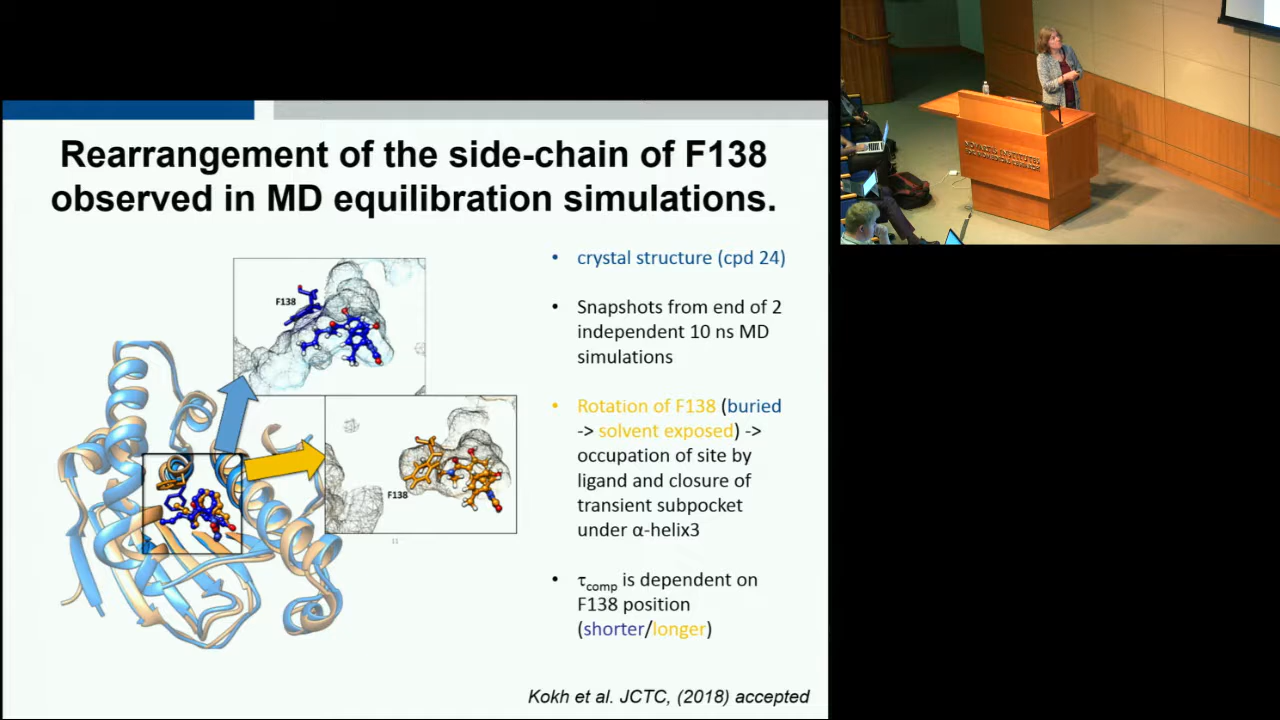 Rearrangement of the side-chain of F138
observed in MD equilibration simulations.
F138
F138
11
• crystal structure (cpd 24)
• Snapshots from end of 2
independent 10 ns MD
simulations
• Rotation of F138 (buried
-> solvent exposed) ->
occupation of site by
ligand and closure of
transient subpocket
under α-helix3
• τcomp is dependent on
F138 position
(shorter/longer)
Kokh et al. JCTC, (2018) accepted
NOVARTIS INSTITUTES